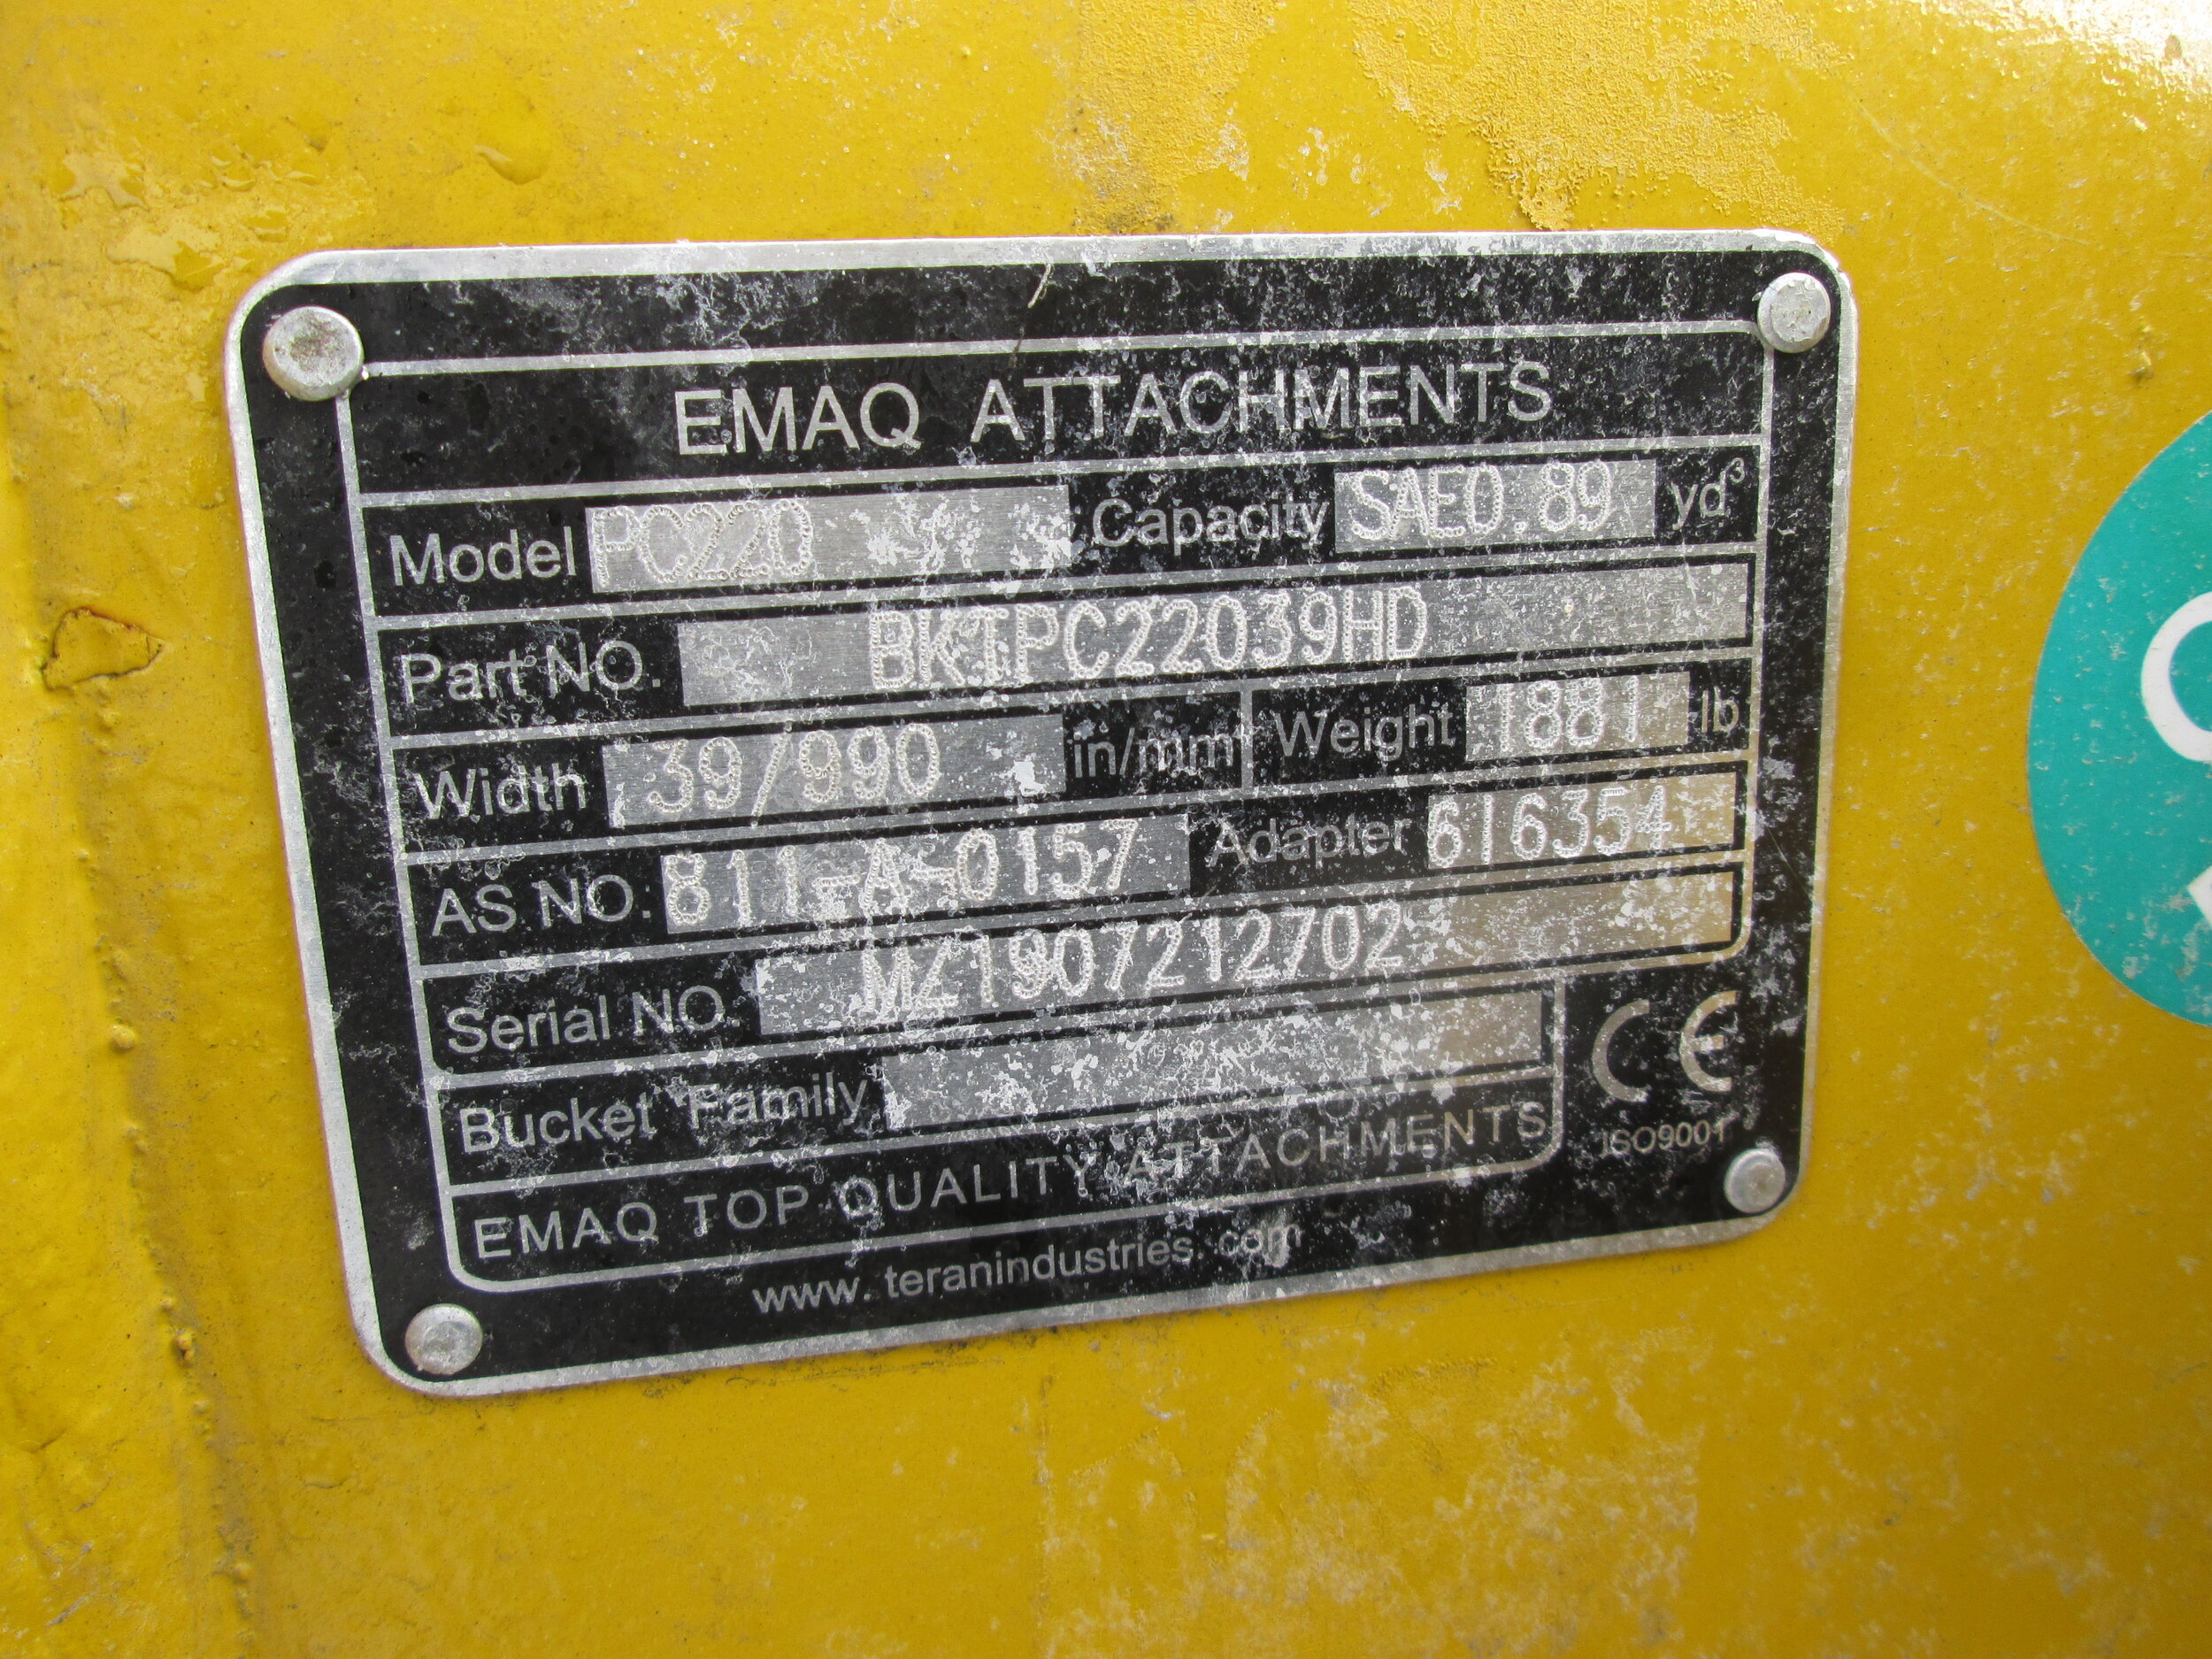 EMAQ ATTACHMENTS
Model PC220 Capacity SAE0.89 yd³
Part NO. BKTPC22039HD
Width 39/990 in/mm Weight 1881 lb
AS NO. 811-A-0157 Adapter 616354
Serial NO. MZ1907212702
Bucket Family
CE
EMAQ TOP QUALITY ATTACHMENTS ISO9001
www.teranindustries.com